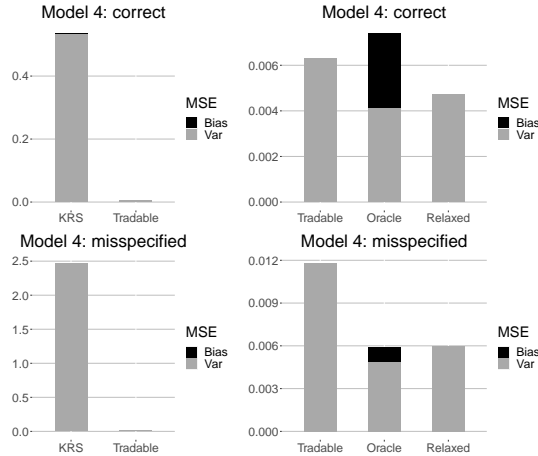 Model 4: correct
0.4
0.2
0.0
KRS Tradable
MSE
Bias
Var
Model 4: correct
0.006
0.004
0.002
0.000
Tradable Oracle Relaxed
MSE
Bias
Var
Model 4: misspecified
2.5
2.0
1.5
1.0
0.5
0.0
KRS Tradable
MSE
Bias
Var
Model 4: misspecified
0.012
0.009
0.006
0.003
0.000
Tradable Oracle Relaxed
MSE
Bias
Var